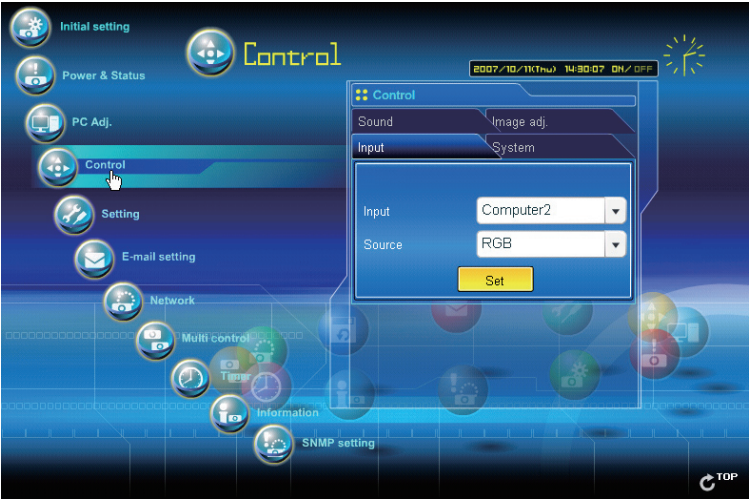 Initial setting
Power & Status
PC Adj.
Control
Setting
E-mail setting
Network
Multi control
Timer
Information
SNMP setting
Control
2007/10/11(Thu) 14:30:07 ON/OFF
Control
Sound
Image adj.
Input
System
Input
Computer2
Source
RGB
Set
TOP